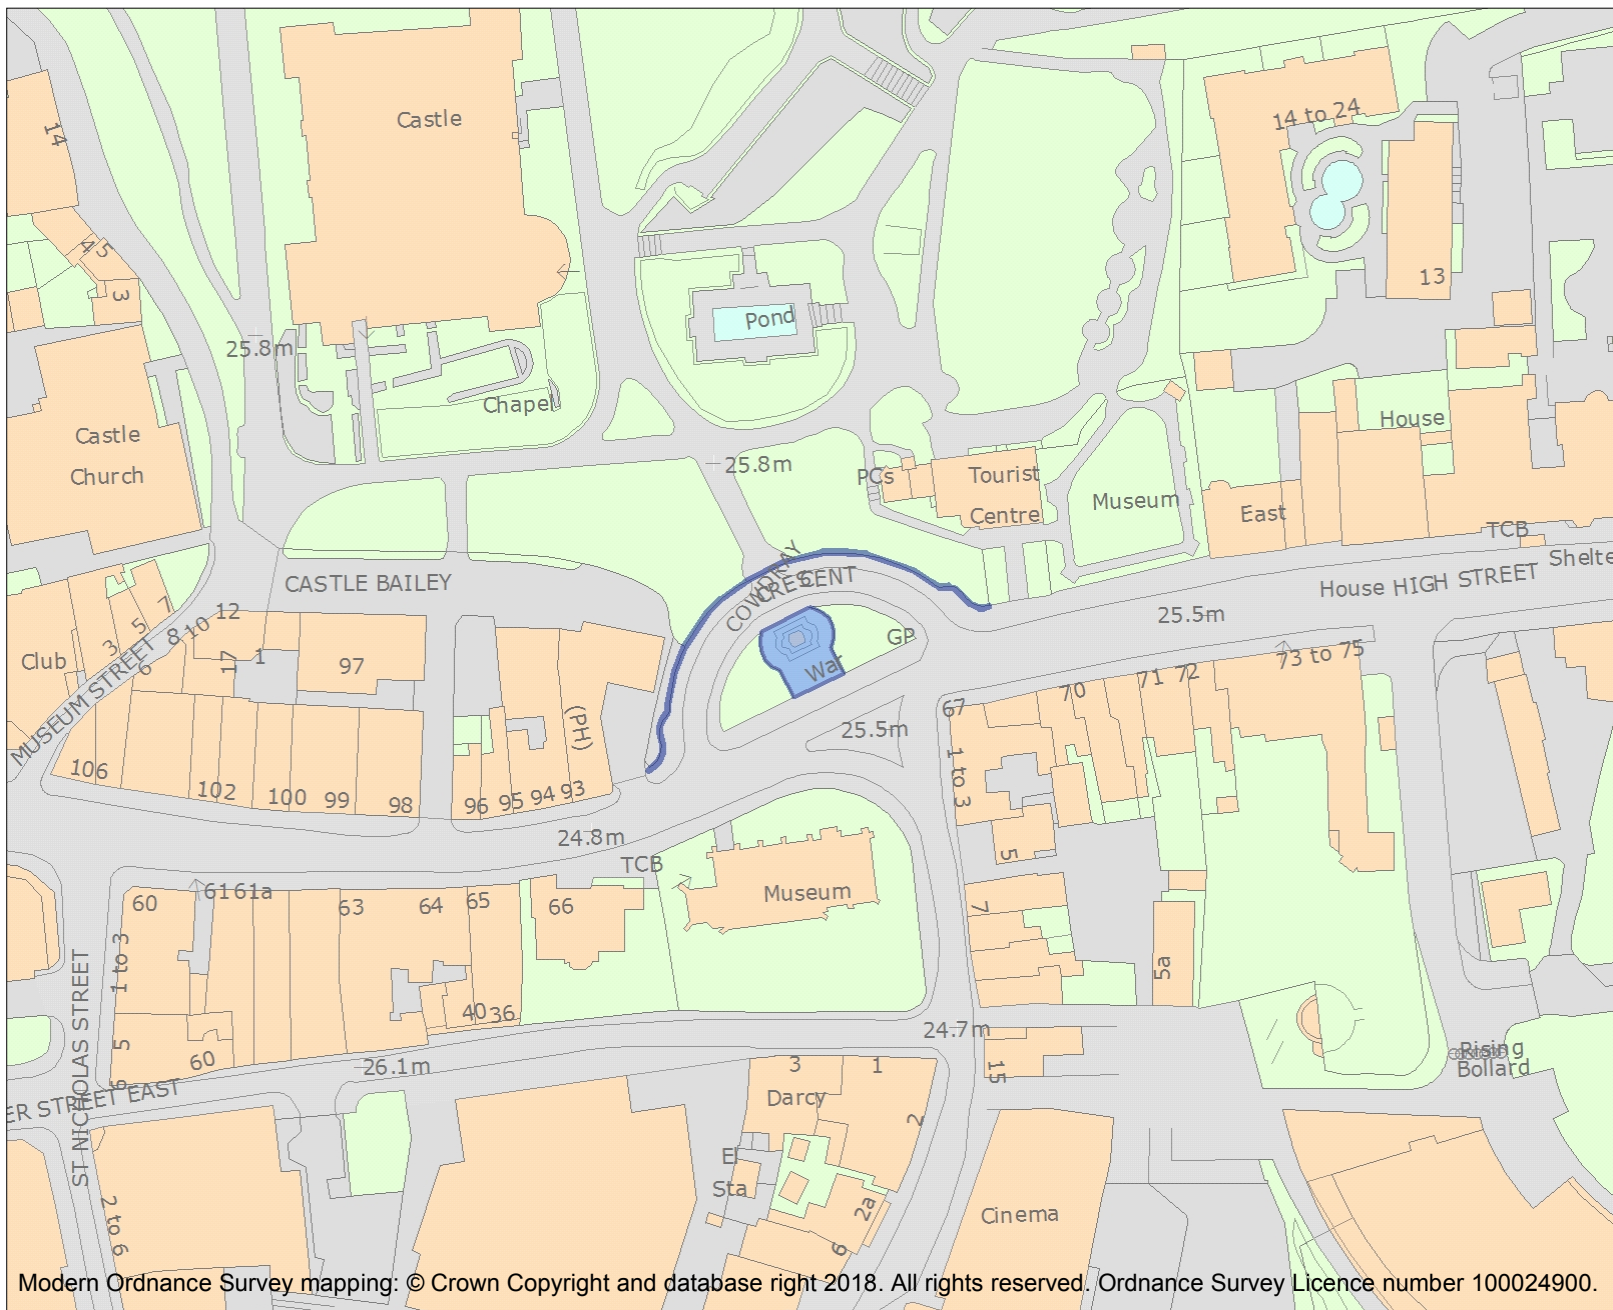 14
Castle
14 to 24
4
5
3
13
Pond
25.8m
Chapel
Castle
Church
House
25.8m
PCs
Tourist
Centre
Museum
East
TCB
Shelte
CASTLE BAILEY
COWDRAY
CRESCENT
House HIGH STREET
25.5m
7
5
3
12
10
8
6
17
1
97
Club
MUSEUM STREET
GP
War
73 to 75
72
71
70
67
(PH)
25.5m
1 to 3
106
102
100
99
98
96
95
94
93
24.8m
TCB
5
Museum
60
61
61a
63
64
65
66
7
1 to 3
5a
40
36
ST NICHOLAS STREET
5
60
24.7m
26.1m
15
Rising
Bollard
6
ER STREET EAST
3
1
Darcy
2
El
Sta
2a
6
2 to 6
Cinema
Modern Ordnance Survey mapping: © Crown Copyright and database right 2018. All rights reserved. Ordnance Survey Licence number 100024900.